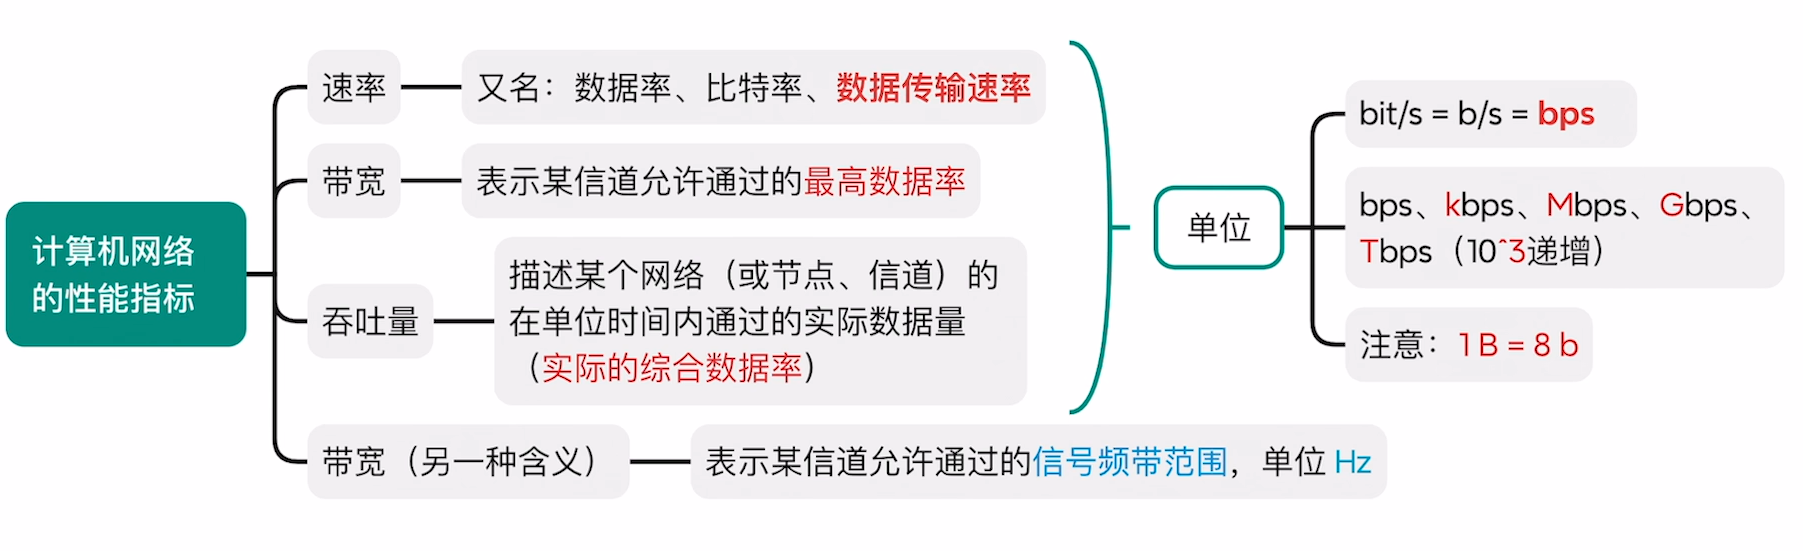 计算机网络
的性能指标
速率
又名：数据率、比特率、数据传输速率
带宽
表示某信道允许通过的最高数据率
吞吐量
描述某个网络（或节点、信道）的
在单位时间内通过的实际数据量
（实际的综合数据率）
带宽（另一种含义）
表示某信道允许通过的信号频带范围，单位 Hz
单位
bit/s = b/s = bps
bps、kbps、Mbps、Gbps、
Tbps（10^3递增）
注意：1 B = 8 b